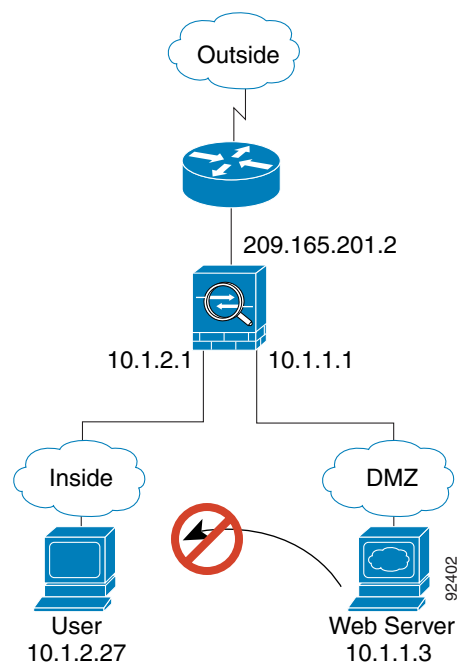 Outside
209.165.201.2
10.1.2.1
10.1.1.1
Inside
DMZ
User
10.1.2.27
Web Server
10.1.1.3
92402